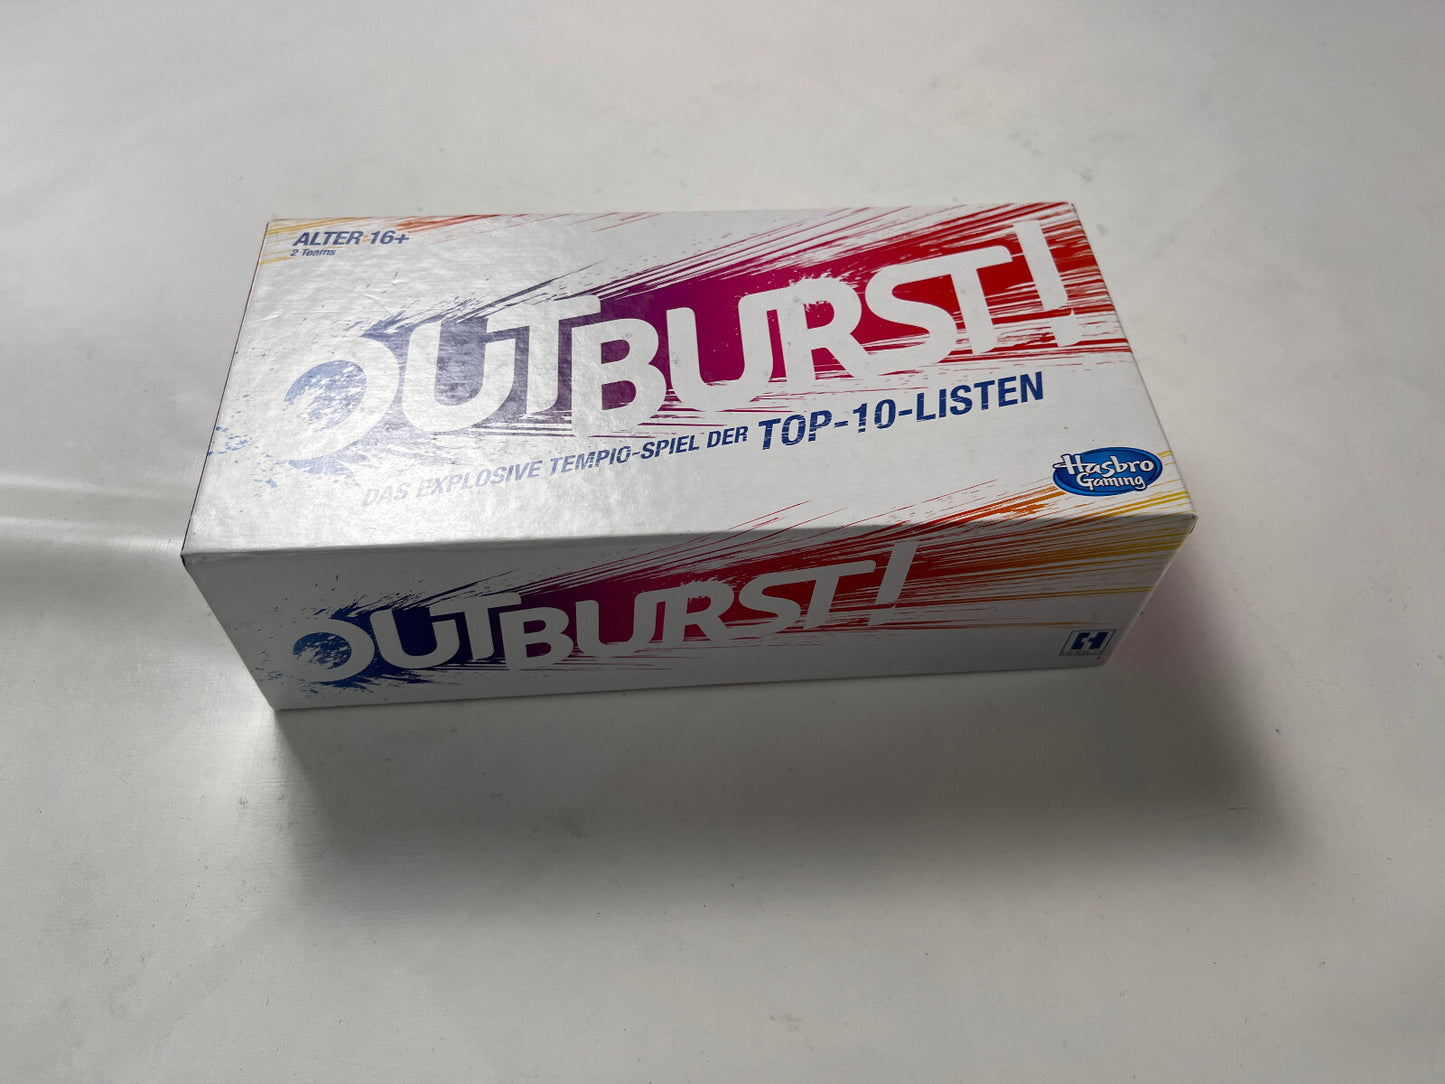 ALTER 16+
2 Teams
OUTBURST!
DAS EXPLOSIVE TEMPIO-SPIEL DER TOP-10-LISTEN
Hasbro
Gaming
OUTBURST!